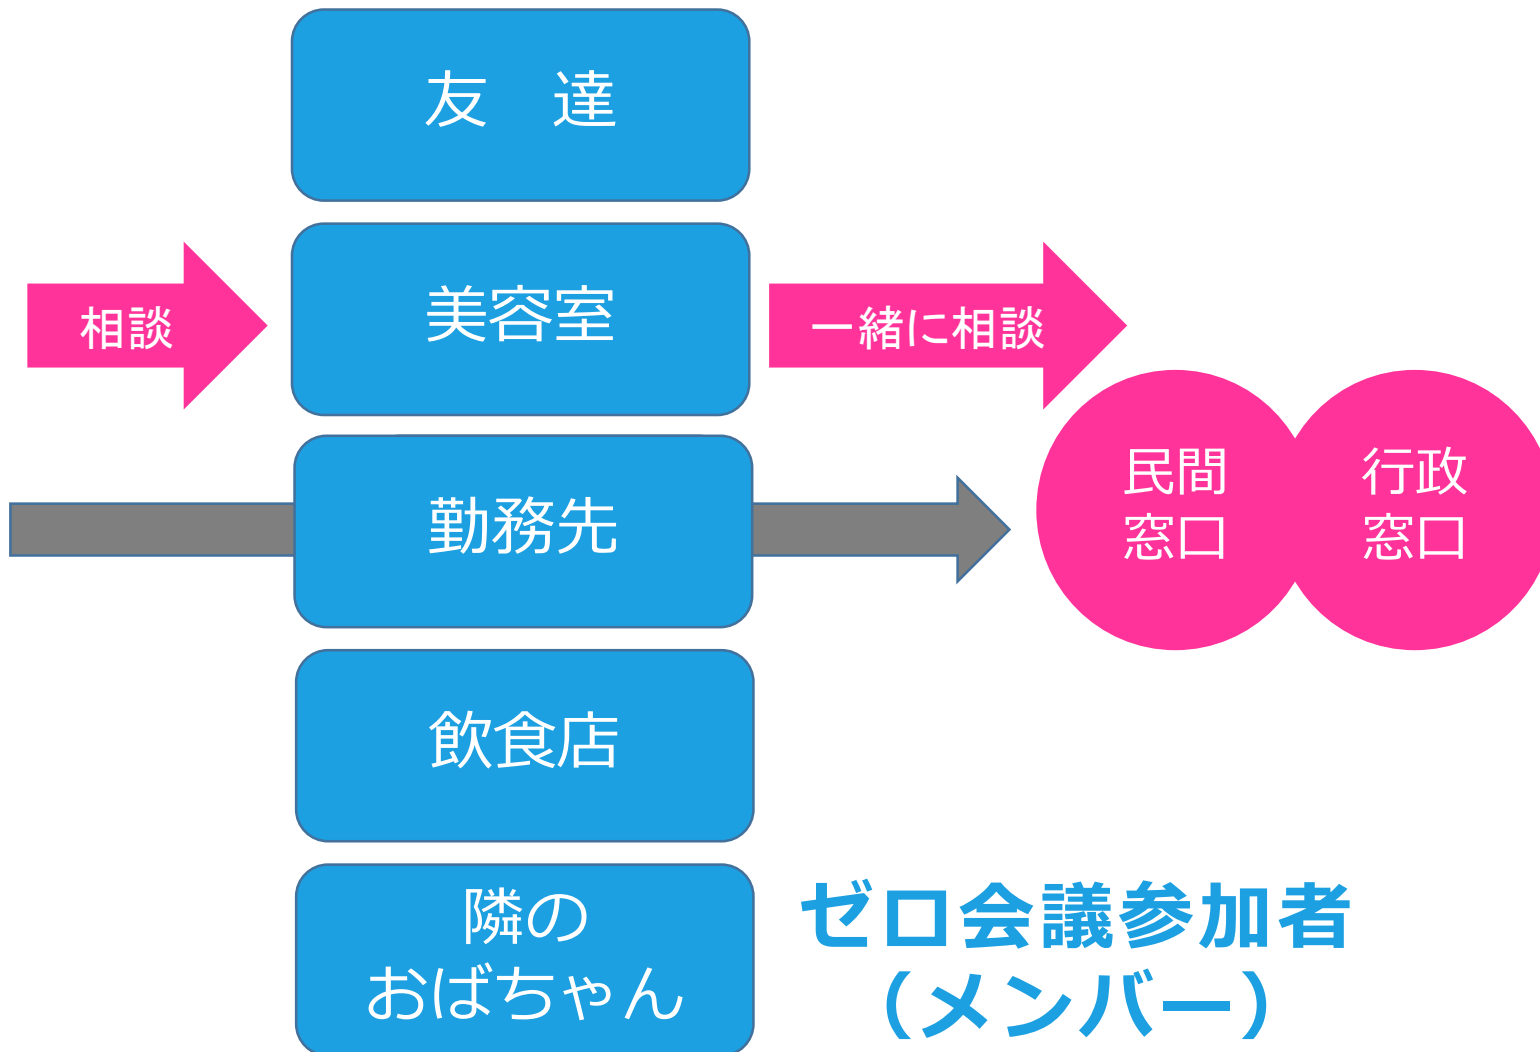 友　達
美容室
相談
一緒に相談
勤務先
民間
窓口
行政
窓口
飲食店
隣の
おばちゃん
ゼロ会議参加者
（メンバー）